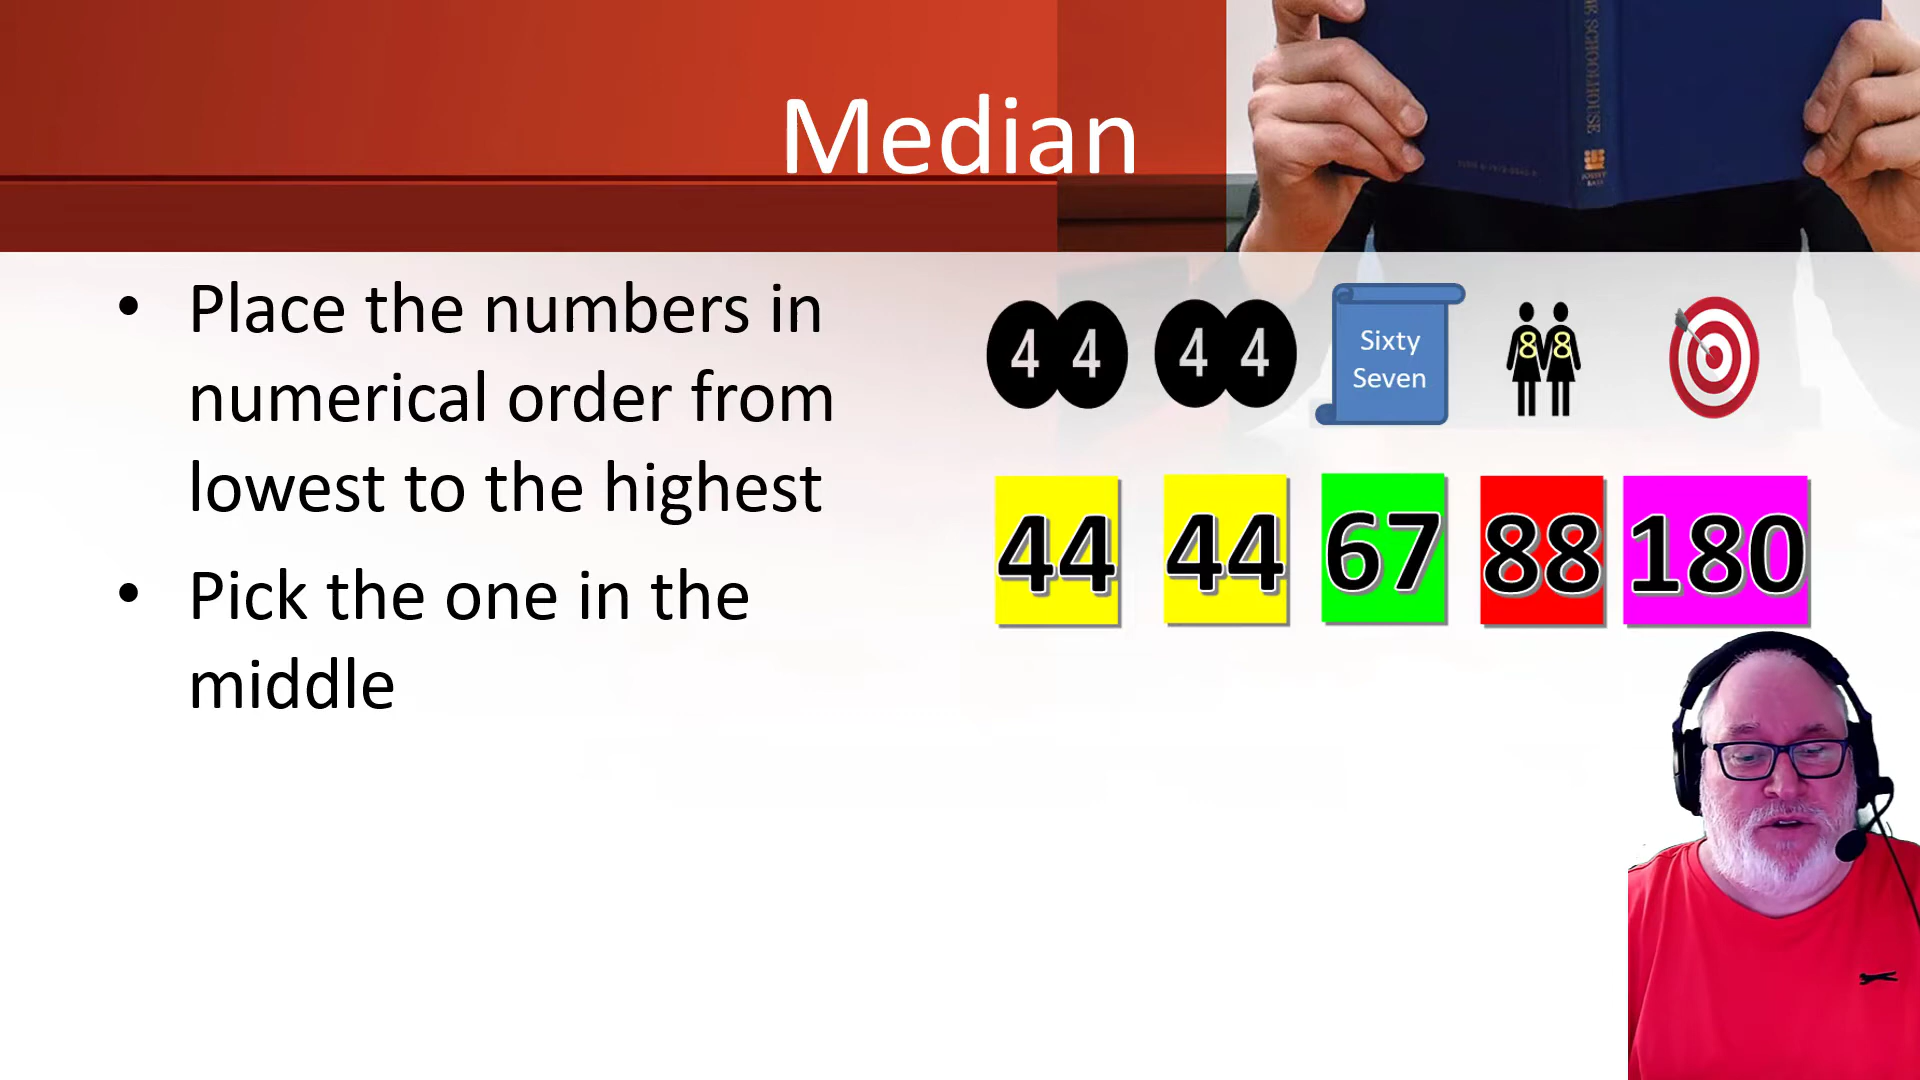 Median
SCHOOLHOUSE
• Place the numbers in
numerical order from
lowest to the highest
• Pick the one in the
middle
4 4
4 4
Sixty
Seven
8 8
44
44
67
88
180